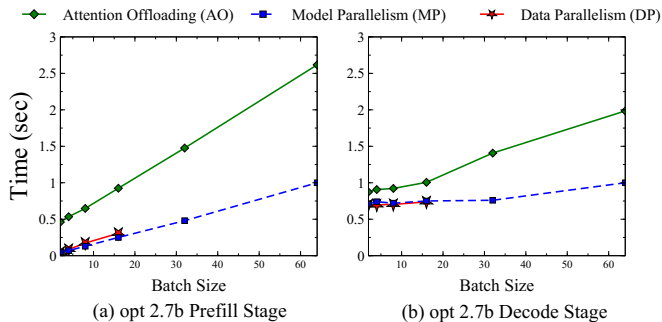 Attention Offloading (AO) Model Parallelism (MP) Data Parallelism (DP)
Time (sec)
3
2.5
2
1.5
1
0.5
0
10 20 30 40 50 60
Batch Size
(a) opt 2.7b Prefill Stage
3
2.5
2
1.5
1
0.5
0
10 20 30 40 50 60
Batch Size
(b) opt 2.7b Decode Stage